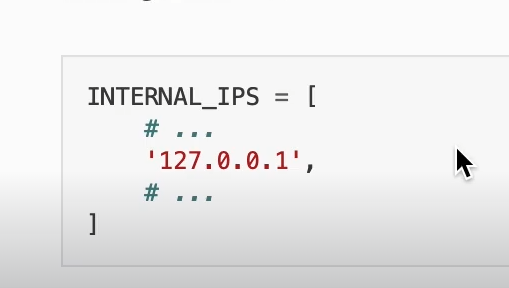 INTERNAL_IPS = [
    # ...
    '127.0.0.1',
    # ...
]